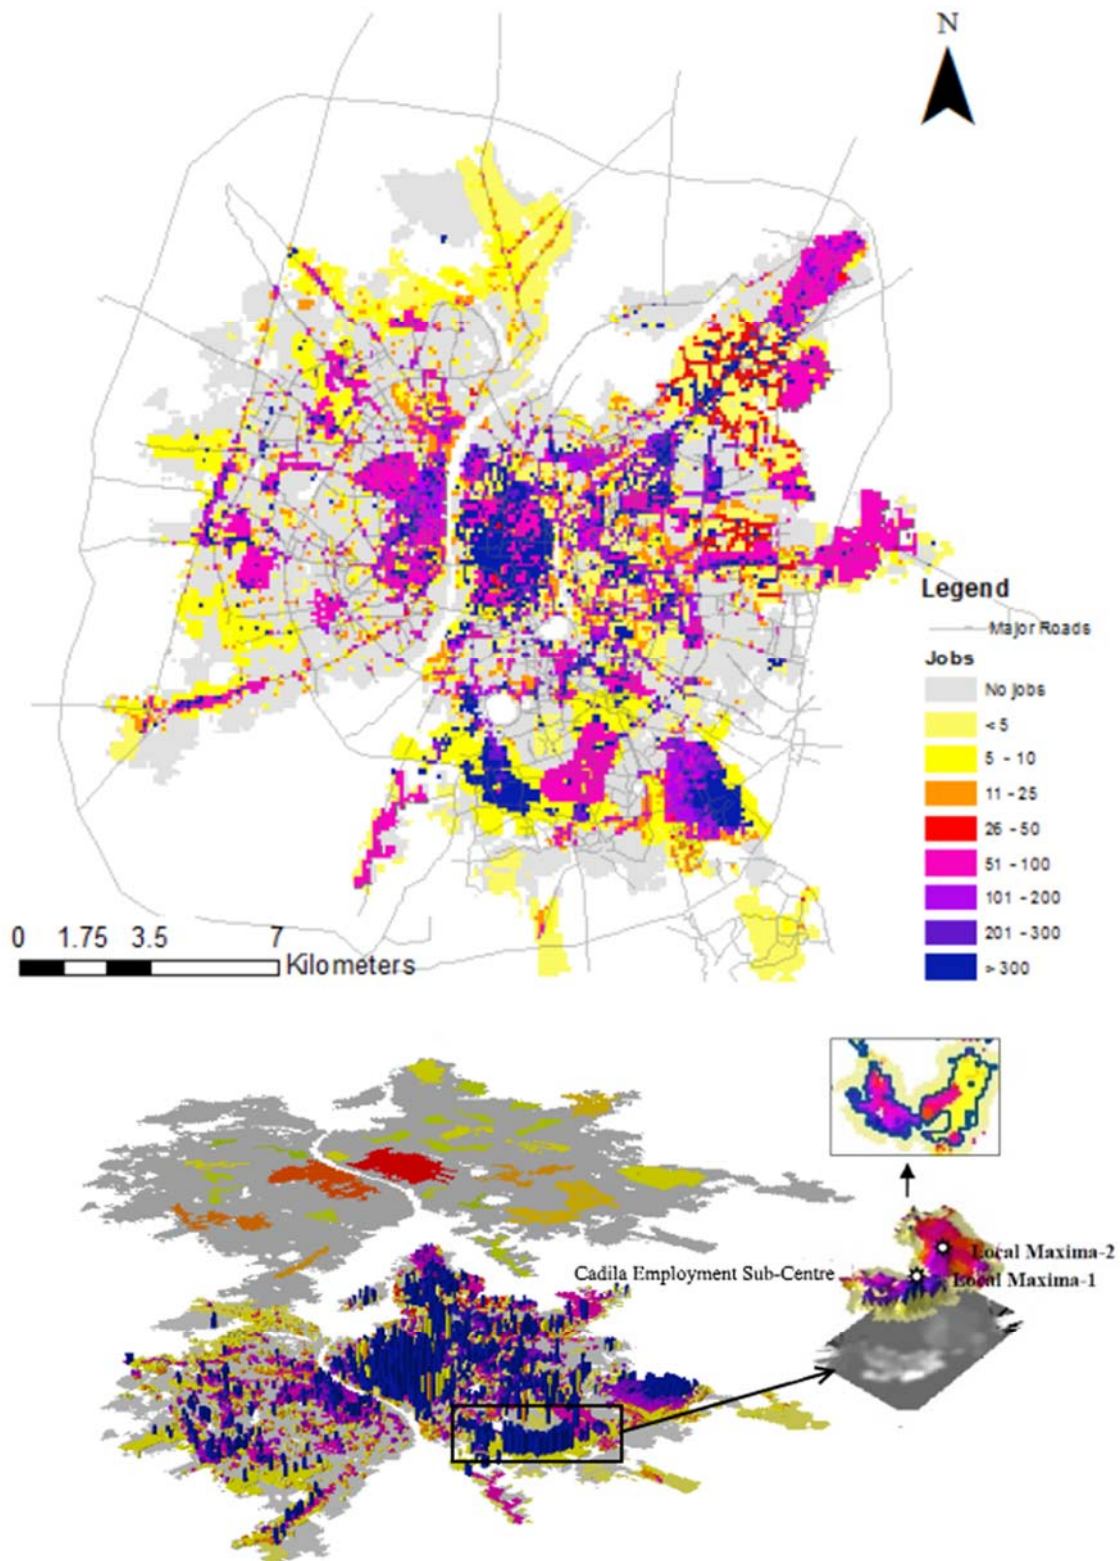 N
Legend
Major Roads
Jobs
No jobs
< 5
5 - 10
11 - 25
26 - 50
51 - 100
101 - 200
201 - 300
> 300
0 1.75 3.5 7
Kilometers
Local Maxima-2
Cadila Employment Sub-Centre
Local Maxima-1